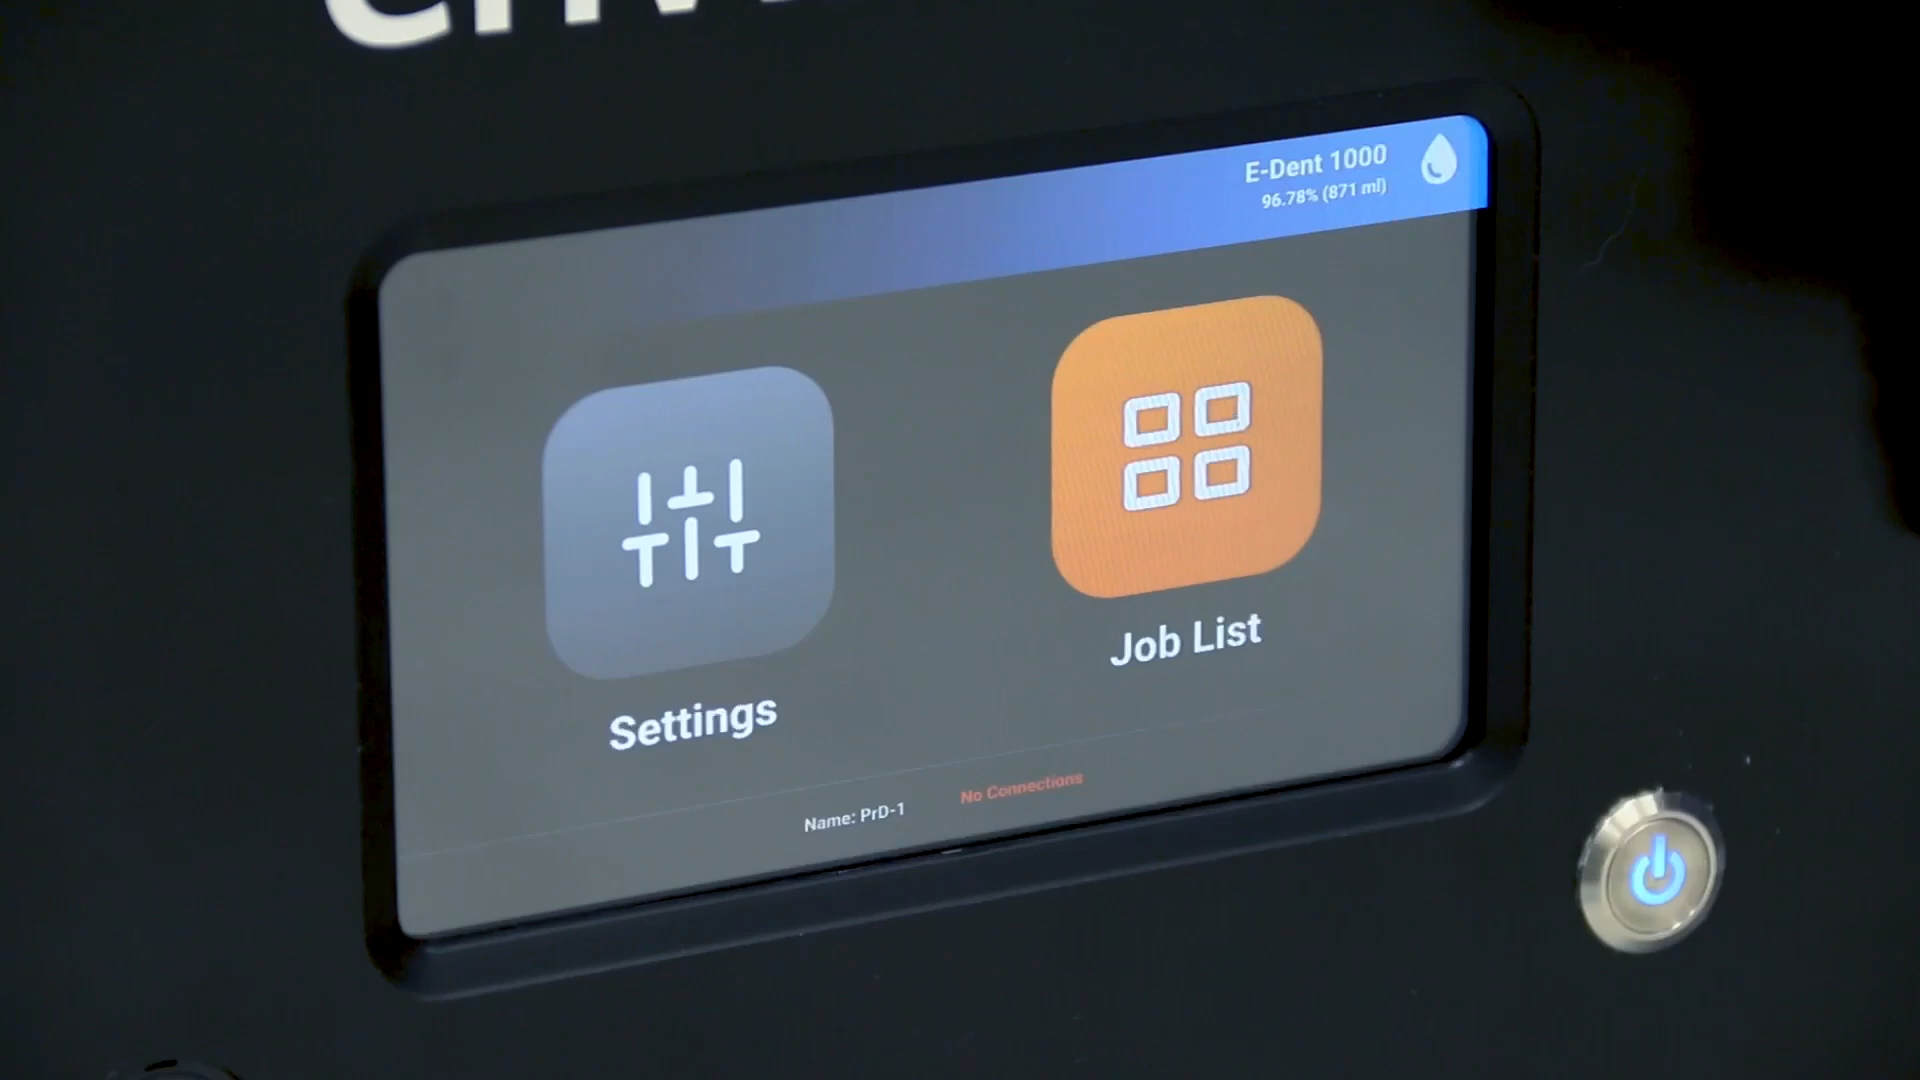 E-Dent 1000
96.78% (871 ml)
Settings
Job List
Name: PrD-1
No Connections